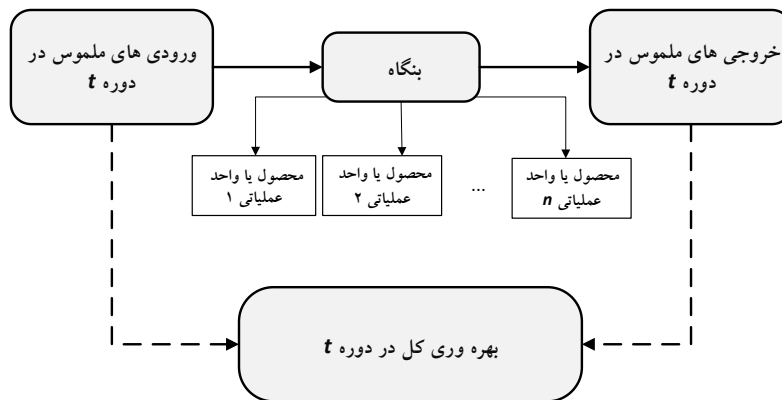 ورودی های ملموس در
دوره t
بنگاه
خروجی های ملموس در
دوره t
محصول یا واحد
عملیاتی ۱
محصول یا واحد
عملیاتی ۲
...
محصول یا واحد
عملیاتی n
بهره وری کل در دوره t